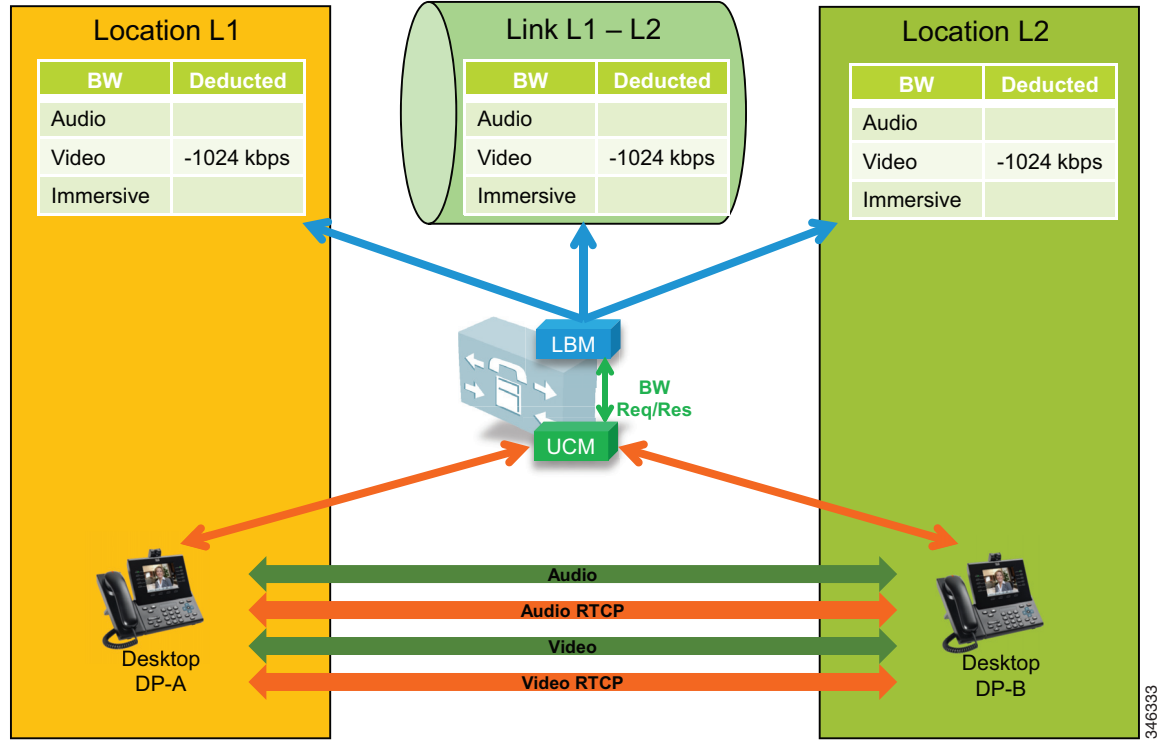 Location L1
BW Deducted
Audio
Video -1024 kbps
Immersive
Link L1 – L2
BW Deducted
Audio
Video -1024 kbps
Immersive
Location L2
BW Deducted
Audio
Video -1024 kbps
Immersive
LBM
BW
Req/Res
UCM
Audio
Audio RTCP
Video
Video RTCP
Desktop
DP-A
Desktop
DP-B
346333